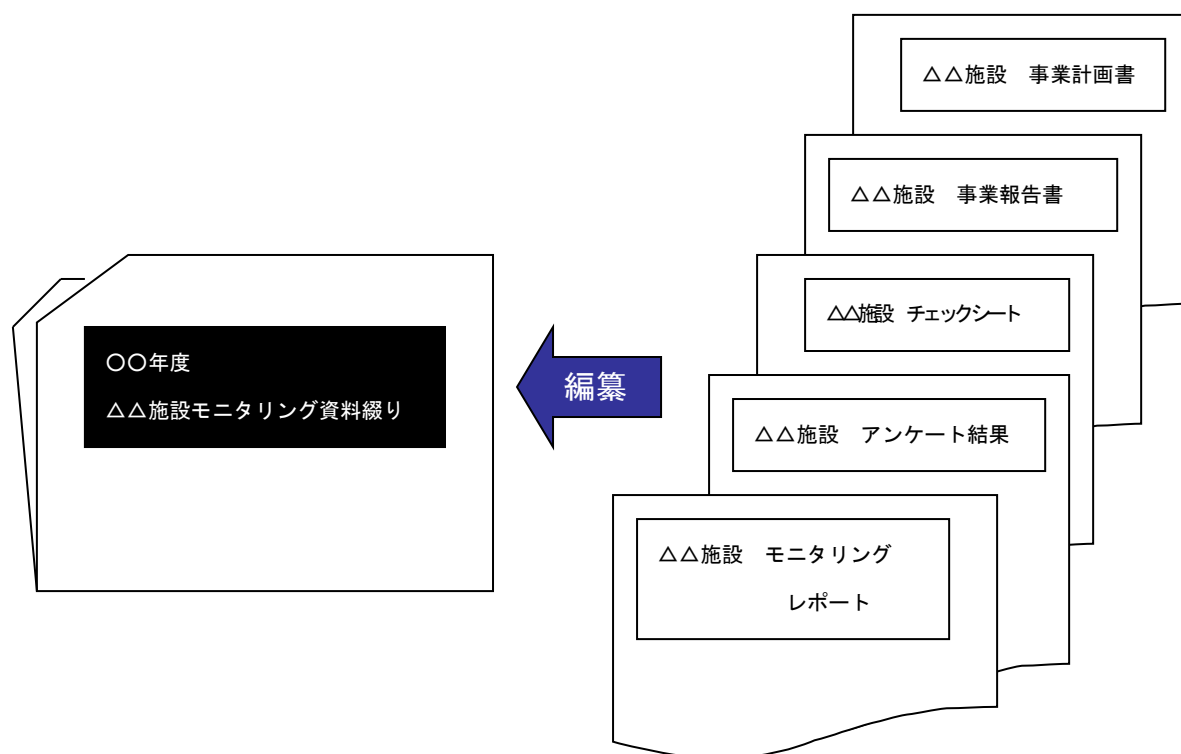 △△施設　事業計画書
△△施設　事業報告書
△△施設 チェックシート
△△施設　アンケート結果
△△施設　モニタリング
レポート
編纂
〇〇年度
△△施設モニタリング資料綴り